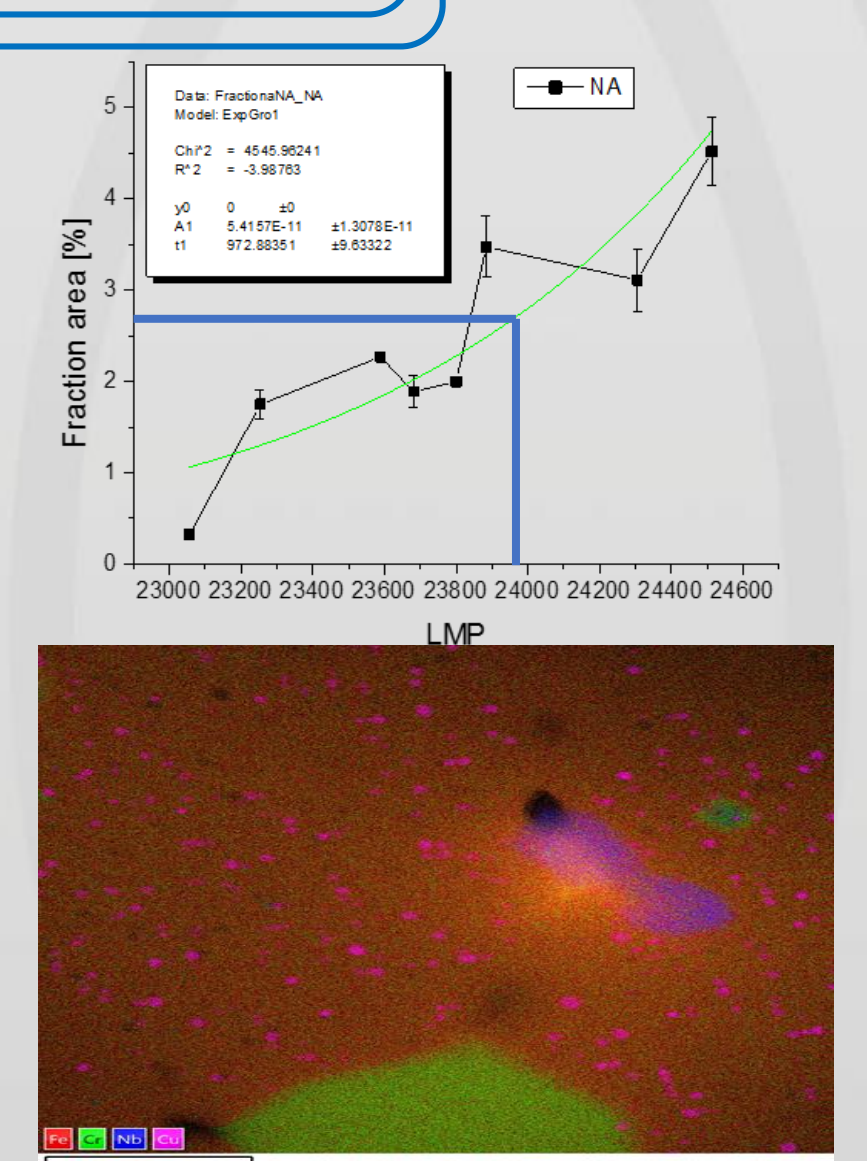 Data: FractionaNA_NA
Model: ExpGro1
Chi^2 = 4545.96241
R^2 = -3.98763
y0 0 ±0
A1 5.4157E-11 ±1.3078E-11
t1 972.88351 ±9.63322
NA
Fraction area [%]
5
4
3
2
1
0
23000 23200 23400 23600 23800 24000 24200 24400 24600
LMP
Fe Cr Nb Cu